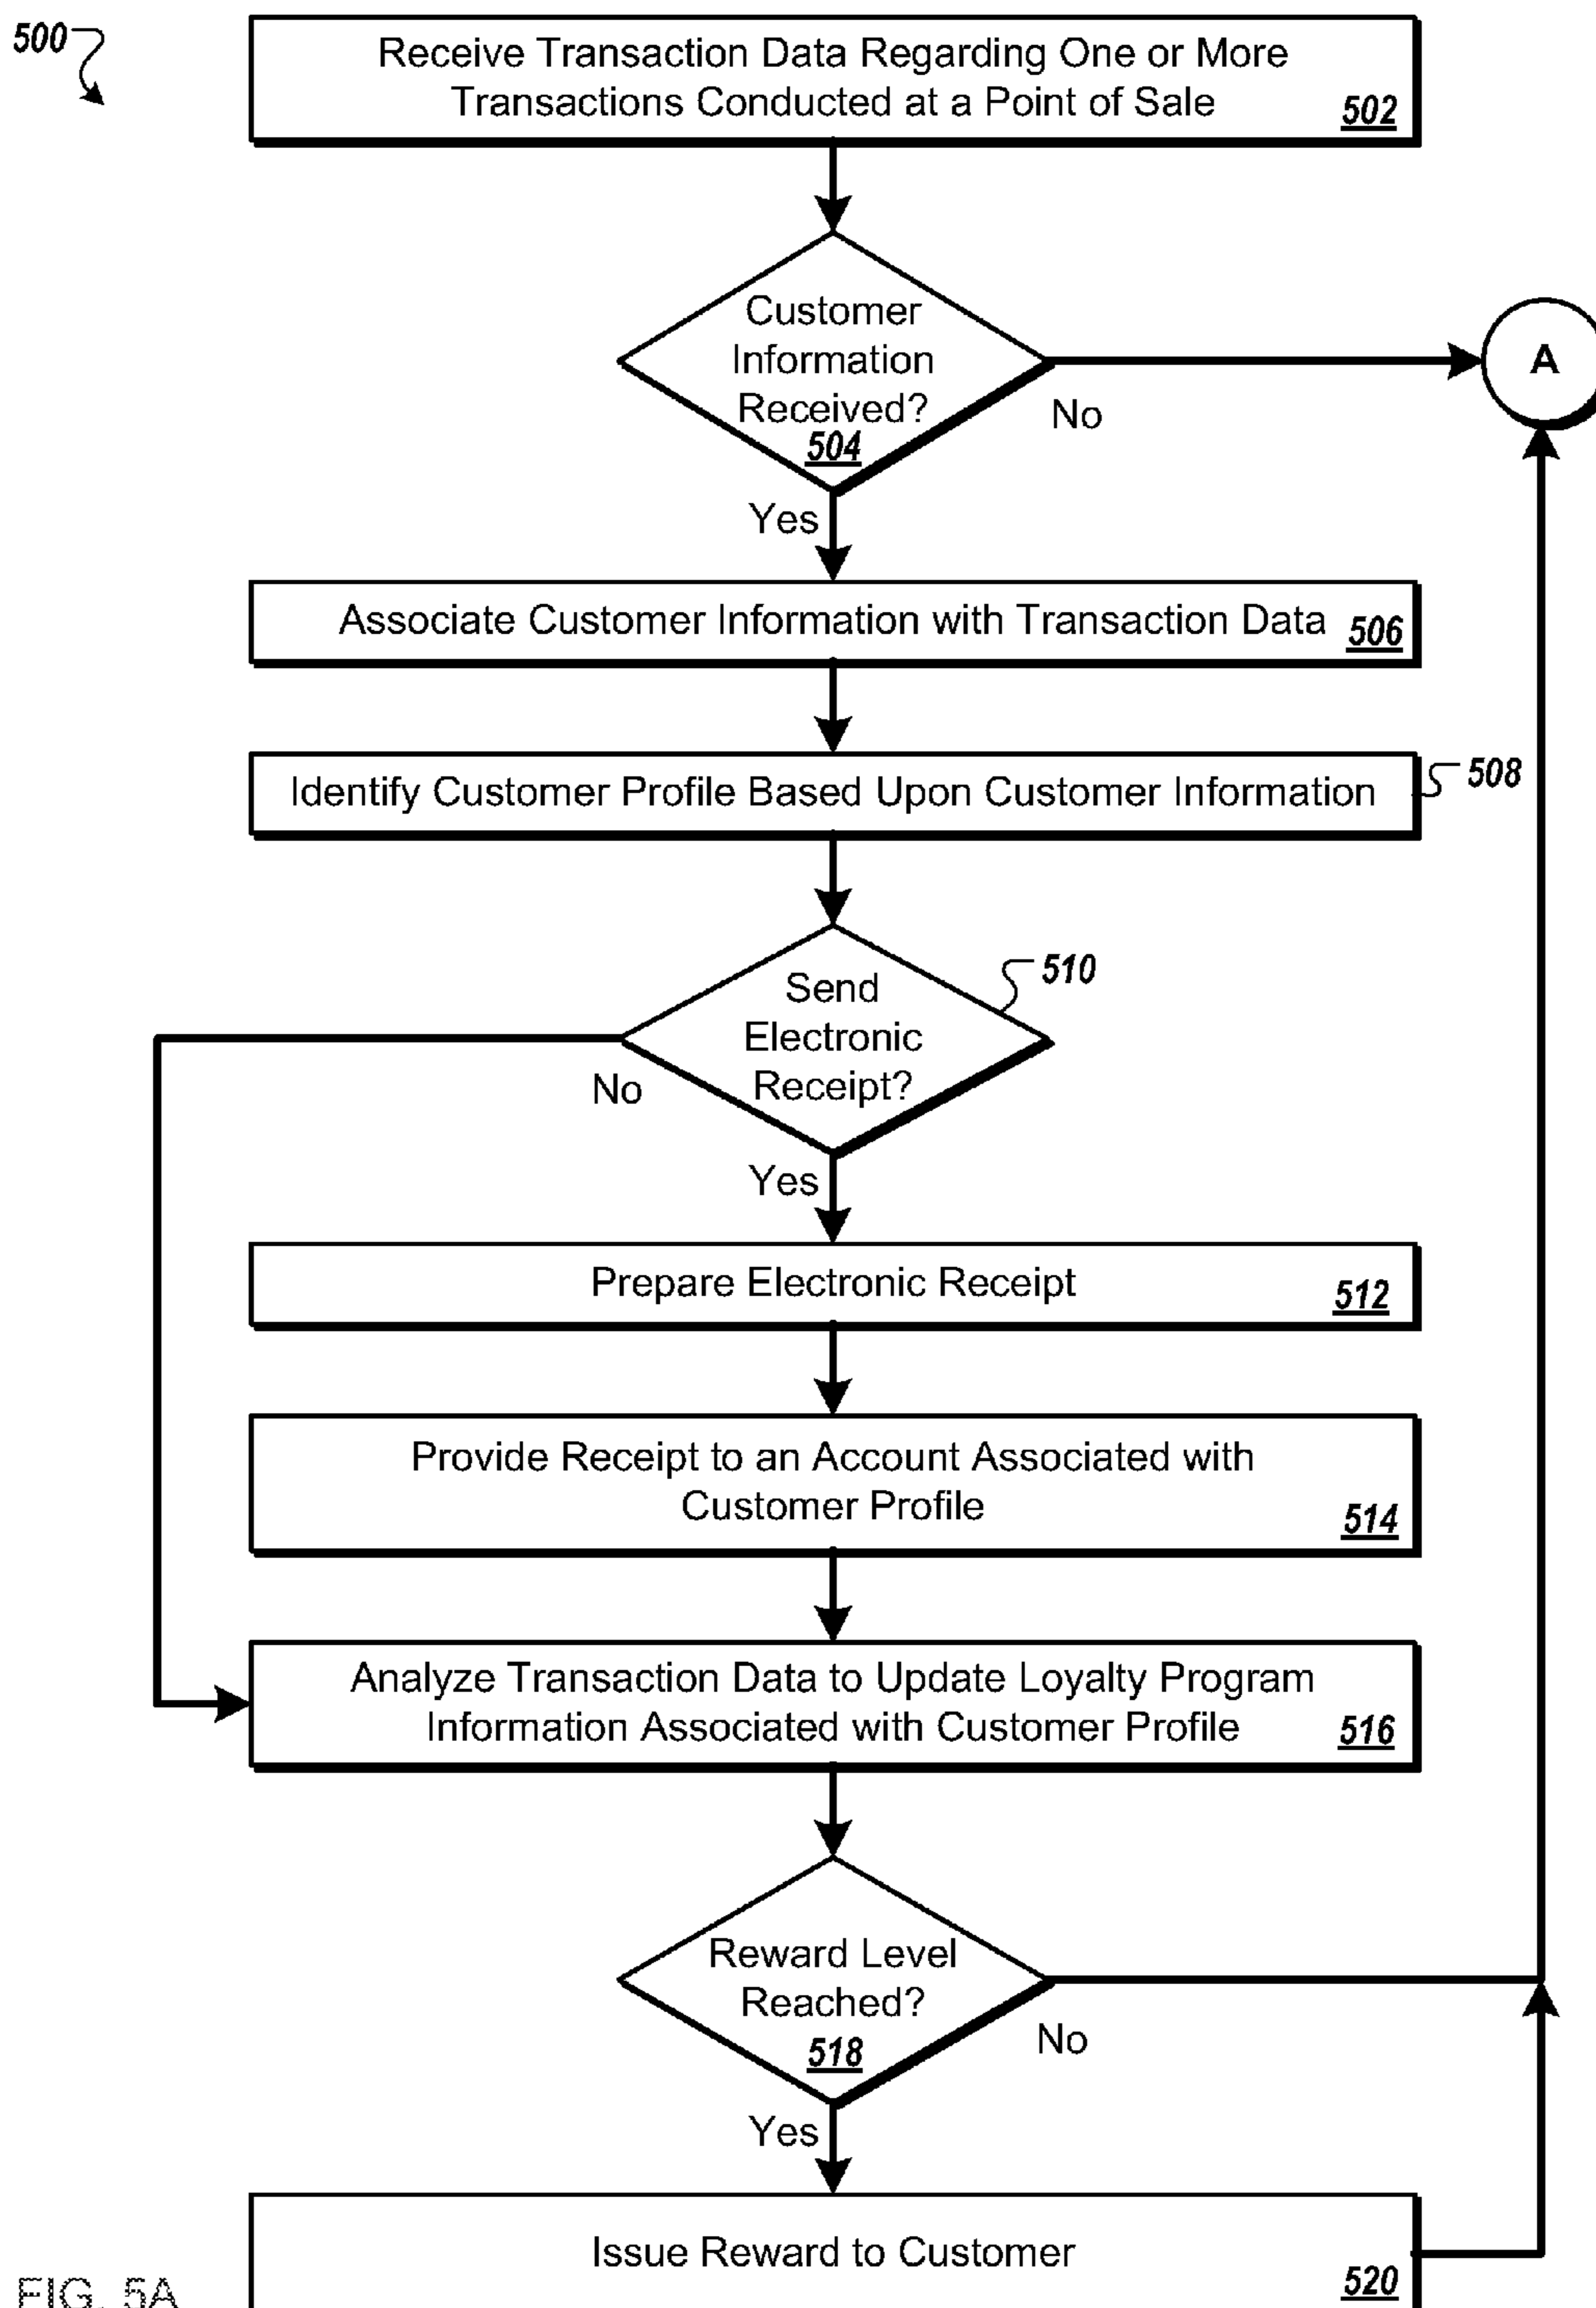 500
Receive Transaction Data Regarding One or More
Transactions Conducted at a Point of Sale
502
Customer
Information
Received?
504
A
No
Yes
Associate Customer Information with Transaction Data
506
Identify Customer Profile Based Upon Customer Information
508
Send
Electronic
Receipt?
510
No
Yes
Prepare Electronic Receipt
512
Provide Receipt to an Account Associated with
Customer Profile
514
Analyze Transaction Data to Update Loyalty Program
Information Associated with Customer Profile
516
Reward Level
Reached?
518
No
Yes
Issue Reward to Customer
520
FIG. 5A